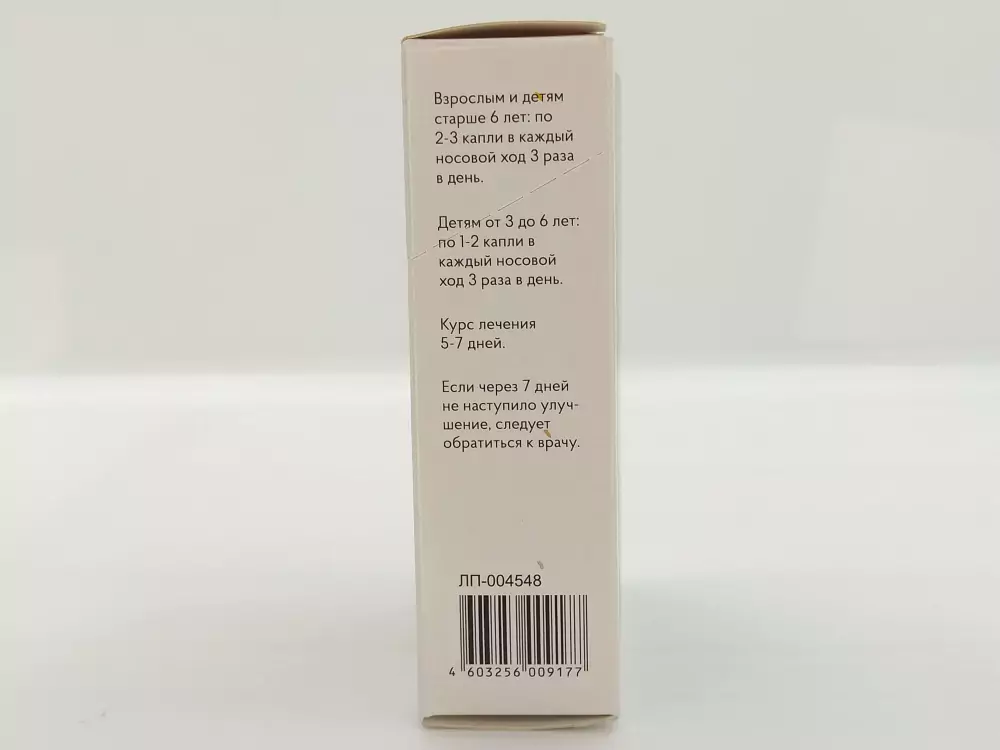 Взрослым и детям
старше 6 лет: по
2-3 капли в каждый
носовой ход 3 раза
в день.
Детям от 3 до 6 лет:
по 1-2 капли в
каждый носовой
ход 3 раза в день.
Курс лечения
5-7 дней.
Если через 7 дней
не наступило улуч-
шение, следует
обратиться к врачу.
ЛП-004548
4 603256 009177